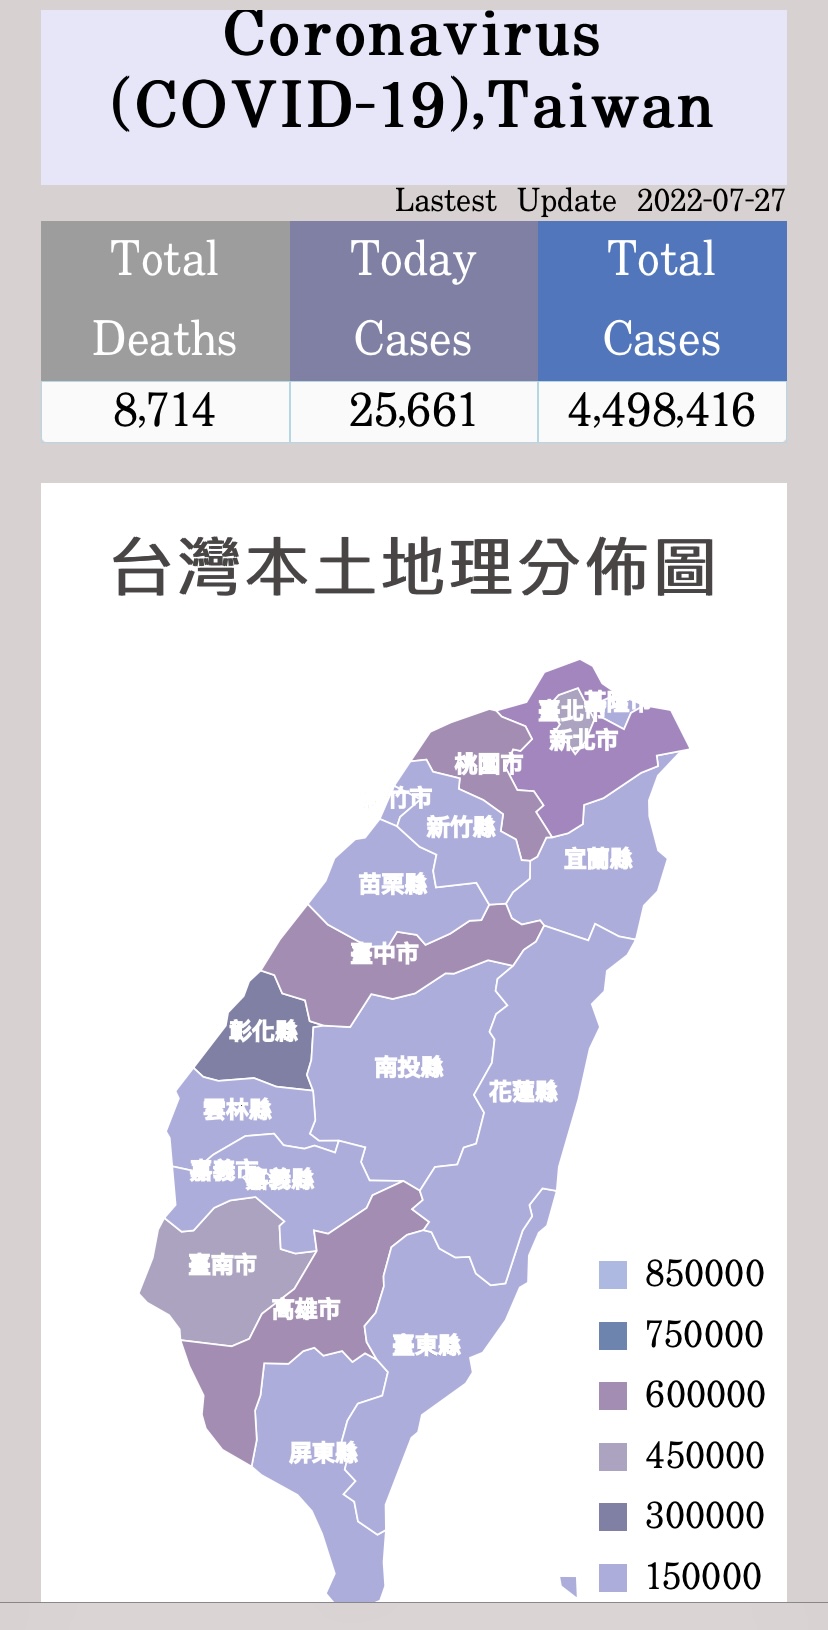 Coronavirus
(COVID-19),Taiwan
Lastest Update 2022-07-27
Total Deaths
Today Cases
Total Cases
8,714
25,661
4,498,416
台灣本土地理分佈圖
臺北市
基隆市
新北市
桃園市
竹市
新竹縣
宜蘭縣
苗栗縣
臺中市
彰化縣
南投縣
花蓮縣
雲林縣
嘉義市
嘉義縣
臺南市
高雄市
臺東縣
屏東縣
850000
750000
600000
450000
300000
150000